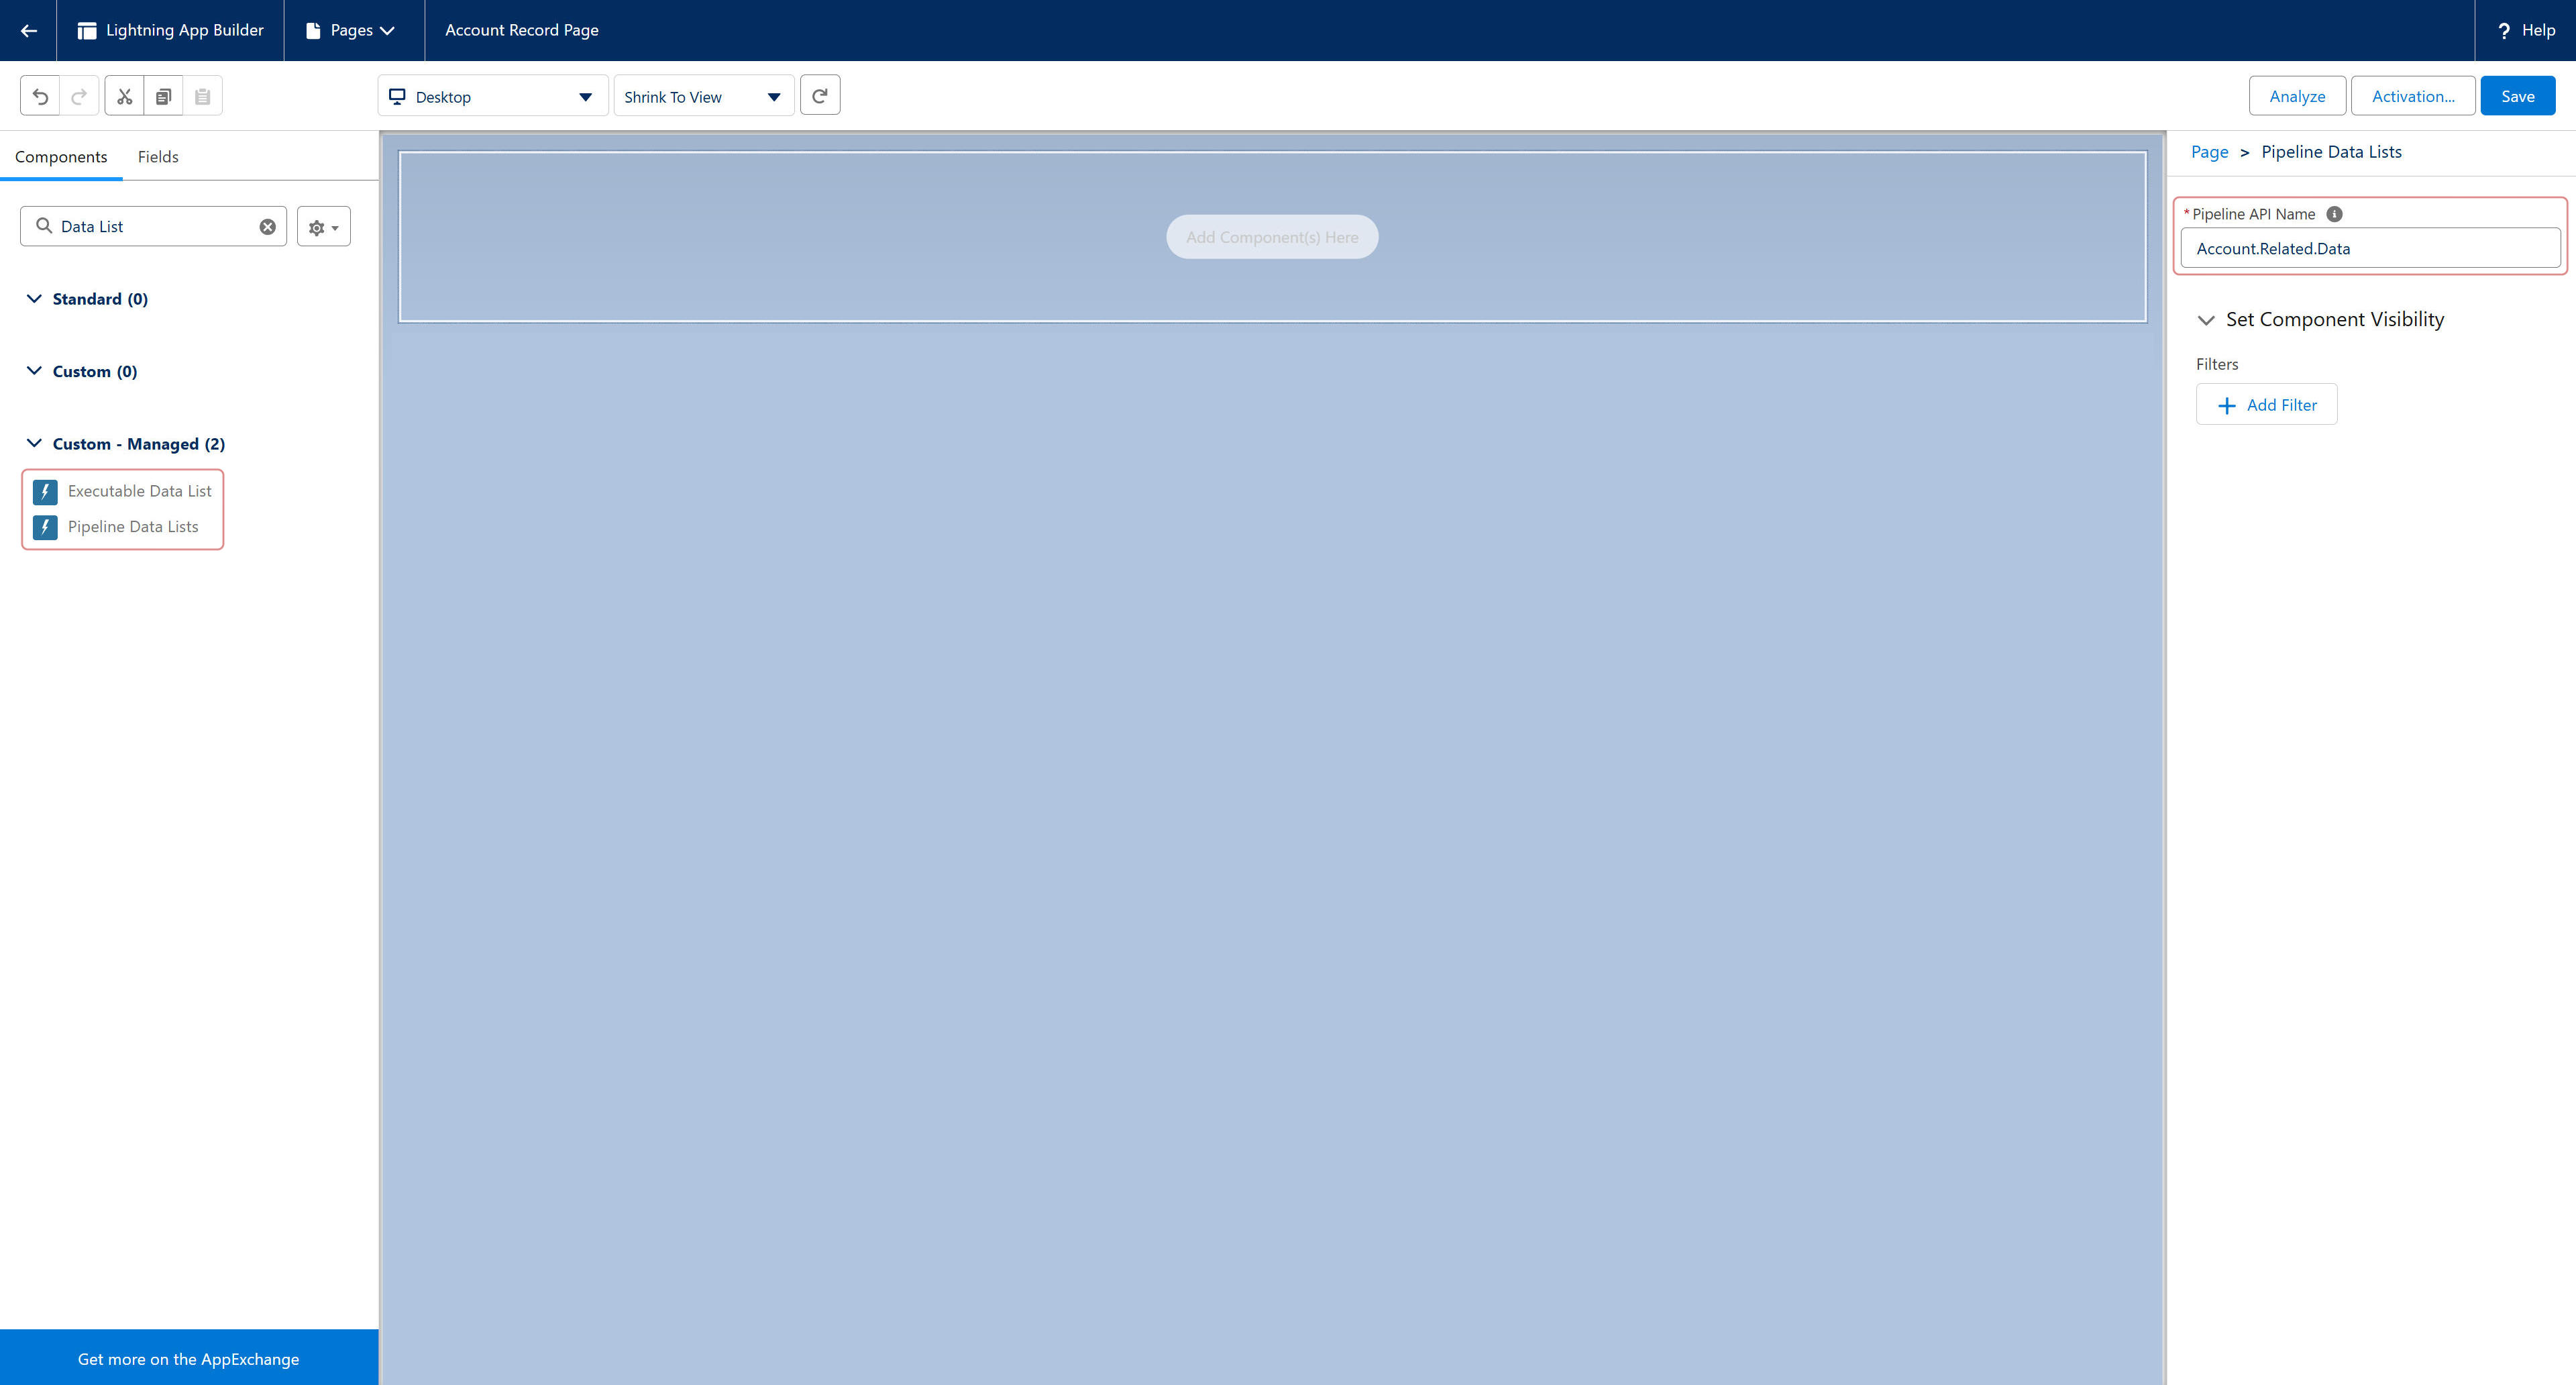 Lightning App Builder
Pages
Account Record Page
? Help
Desktop
Shrink To View
Analyze
Activation...
Save
Components
Fields
Data List
Standard (0)
Custom (0)
Custom - Managed (2)
Executable Data List
Pipeline Data Lists
Get more on the AppExchange
Add Component(s) Here
Page > Pipeline Data Lists
* Pipeline API Name
Account.Related.Data
Set Component Visibility
Filters
+ Add Filter